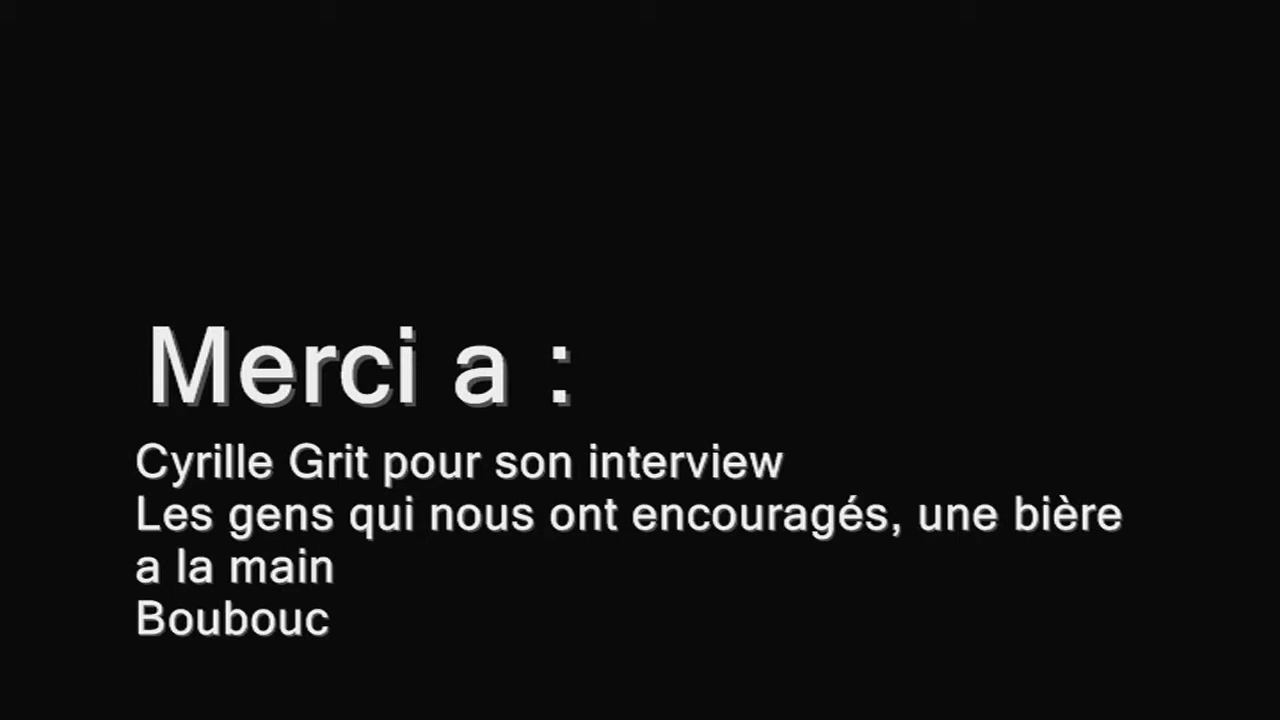 Merci a :
Cyrille Grit pour son interview
Les gens qui nous ont encouragés, une bière
a la main
Boubouc